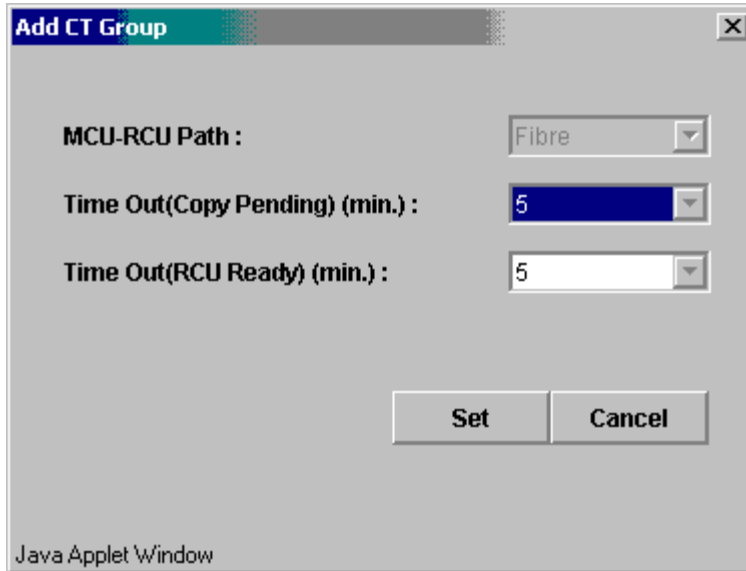 Add CT Group
MCU-RCU Path : Fibre
Time Out(Copy Pending) (min.) : 5
Time Out(RCU Ready) (min.) : 5
Set Cancel
Java Applet Window